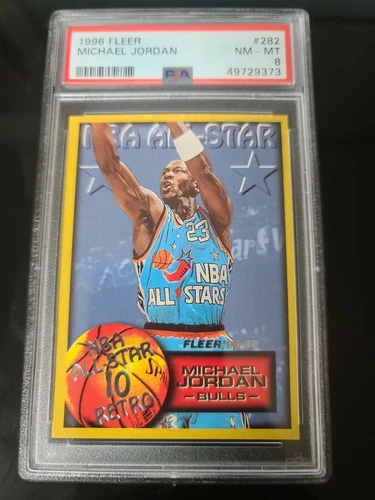 1996 FLEER #282
MICHAEL JORDAN NM - MT
PSA 8
49729373
NBA ALL-STAR
23
NBA
ALL STARS
FLEER
NBA
ALL-STAR
10
RETRO
MICHAEL
JORDAN
-BULLS-